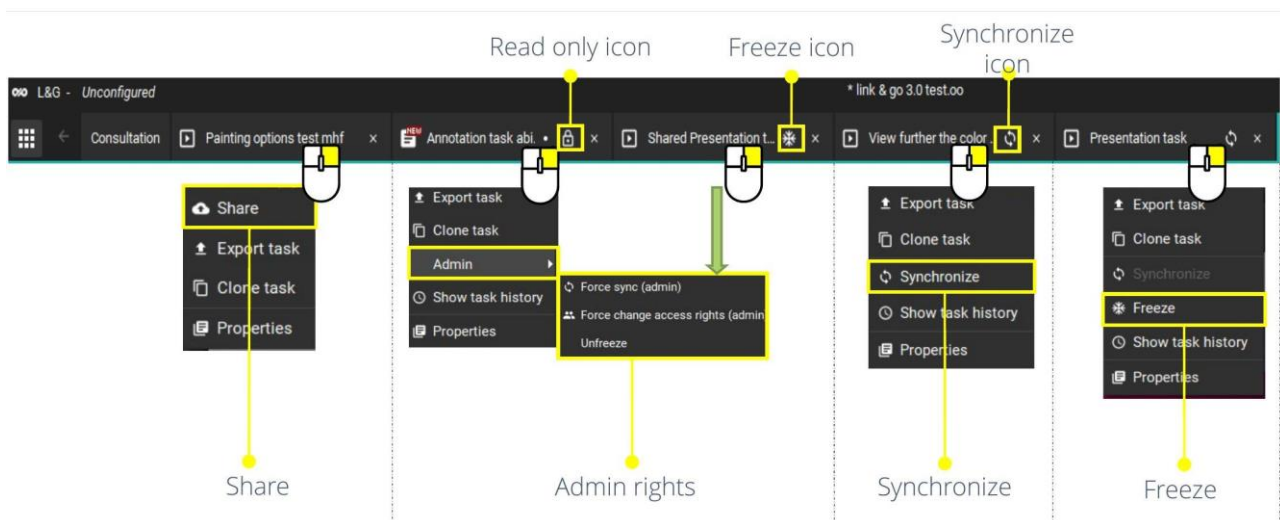 Read only icon
Freeze icon
Synchronize
icon
L&G - Unconfigured
* link & go 3.0 test.oo
Consultation
Painting options test mhf
NEW
Annotation task abi.
Shared Presentation t...
View further the color .
Presentation task
Share
Export task
Clone task
Properties
Export task
Clone task
Admin
Show task history
Properties
Force sync (admin)
Force change access rights (admin
Unfreeze
Export task
Clone task
Synchronize
Show task history
Properties
Export task
Clone task
Synchronize
Freeze
Show task history
Properties
Share
Admin rights
Synchronize
Freeze